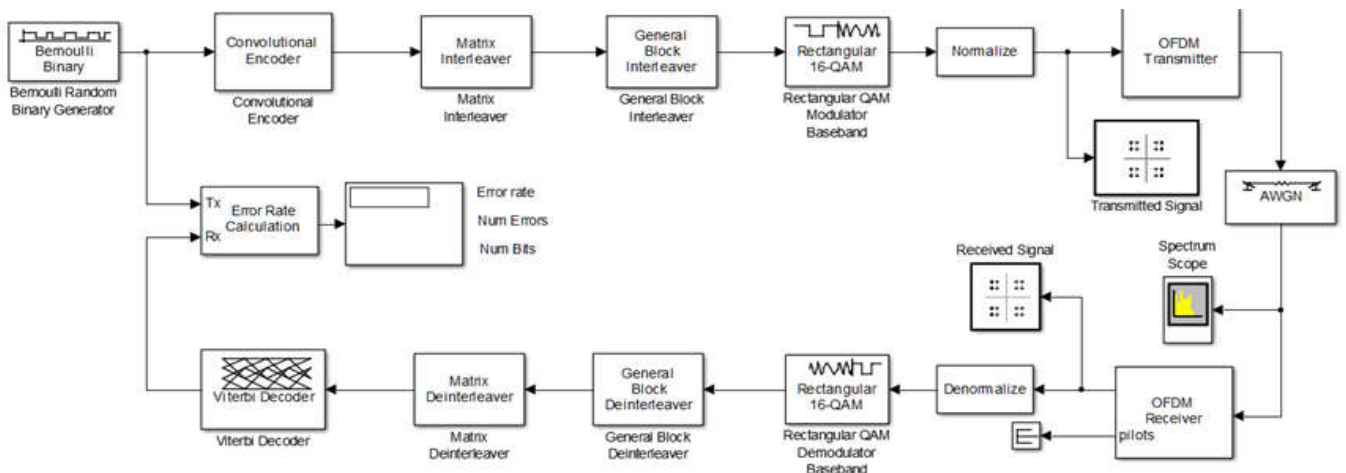 Bernoulli
Binary
Bernoulli Random
Binary Generator
Convolutional
Encoder
Convolutional
Encoder
Matrix
Interleaver
Matrix
Interleaver
General
Block
Interleaver
General Block
Interleaver
Rectangular
16-QAM
Rectangular QAM
Modulator
Baseband
Normalize
OFDM
Transmitter
Transmitted Signal
AWGN
Tx
Rx
Error Rate
Calculation
Error rate
Num Errors
Num Bits
Received Signal
Spectrum
Scope
Viterbi Decoder
Viterbi Decoder
Matrix
Deinterleaver
Matrix
Deinterleaver
General
Block
Deinterleaver
General Block
Deinterleaver
Rectangular
16-QAM
Rectangular QAM
Demodulator
Baseband
Denormalize
OFDM
Receiver
pilots